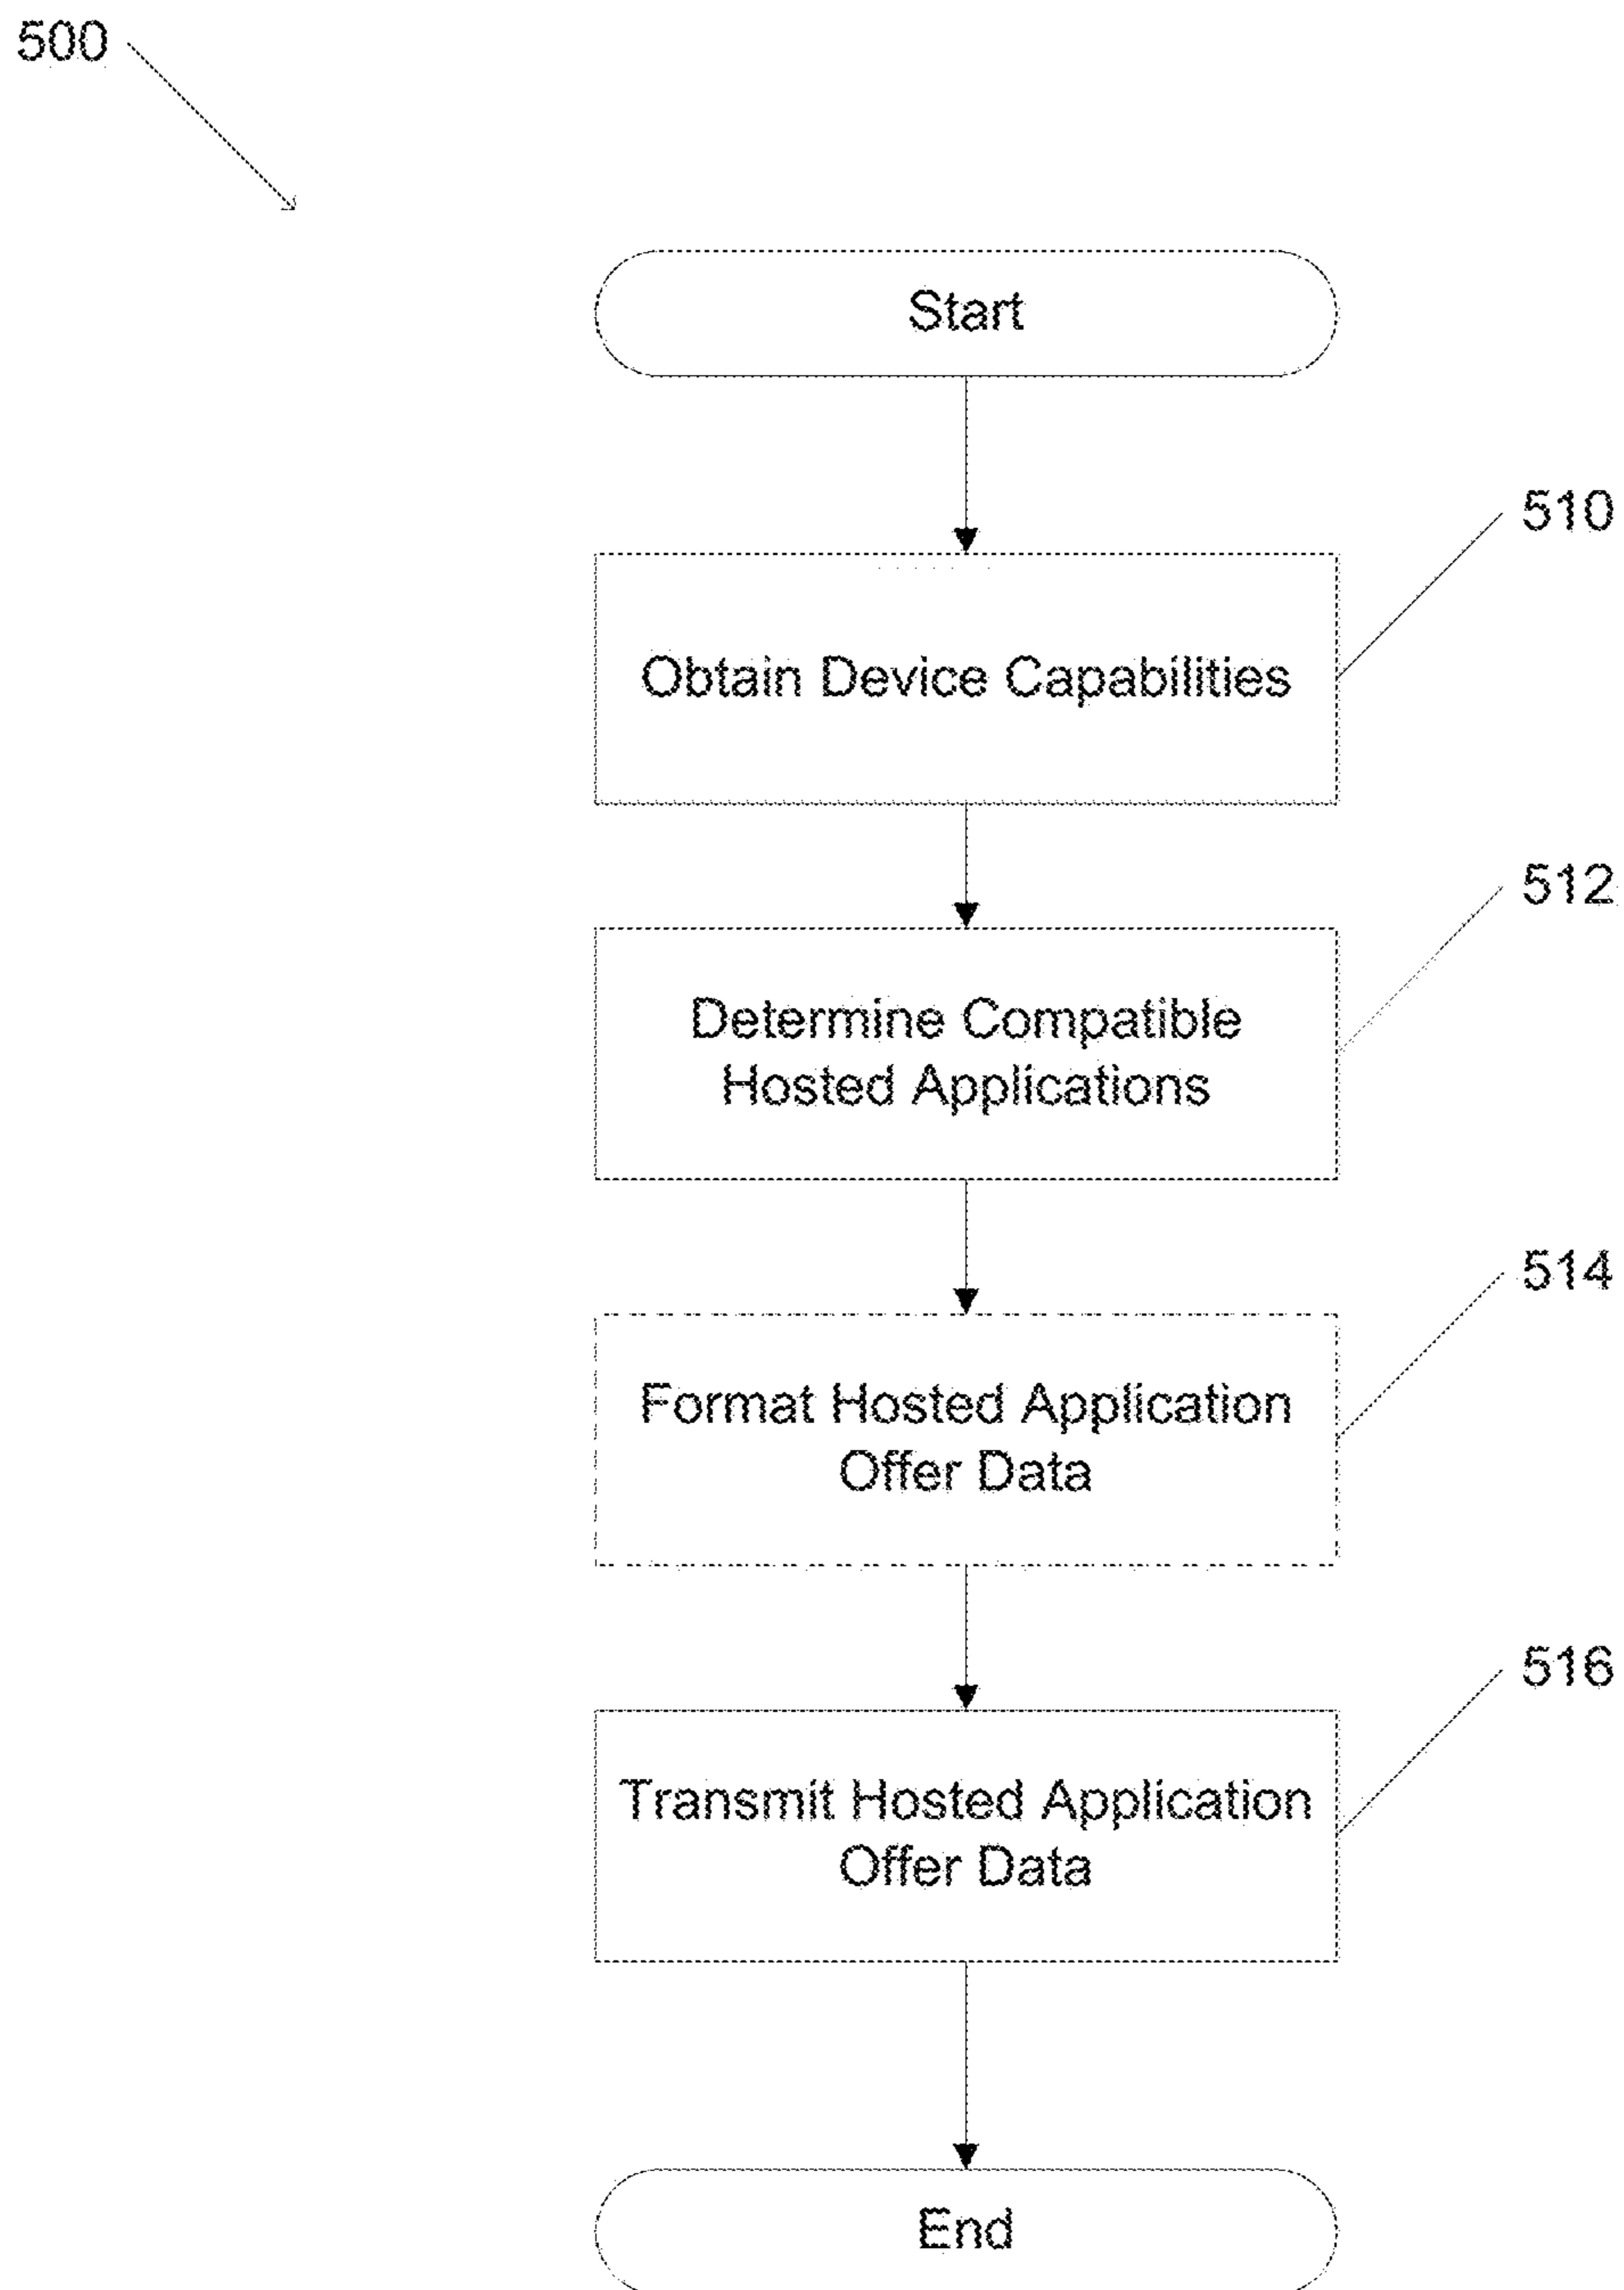 500
Start
510
Obtain Device Capabilities
512
Determine Compatible
Hosted Applications
514
Format Hosted Application
Offer Data
516
Transmit Hosted Application
Offer Data
End